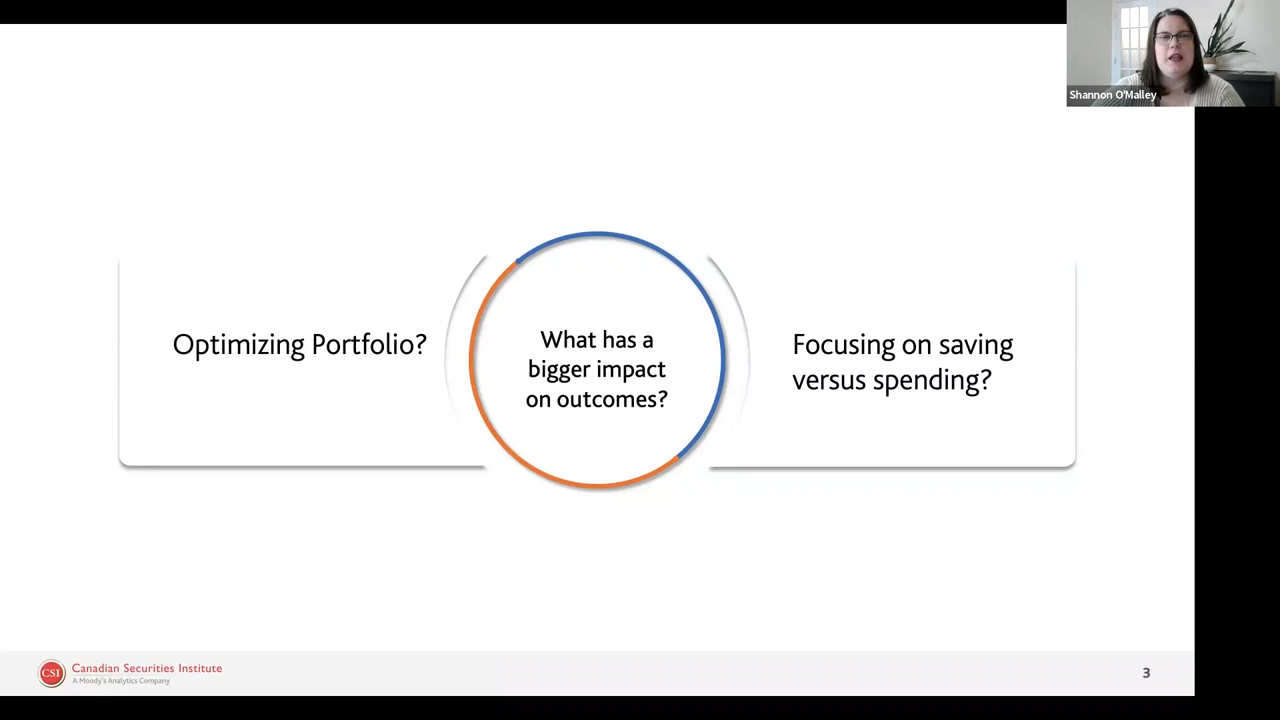 Shannon O'Malley
Optimizing Portfolio?
What has a
bigger impact
on outcomes?
Focusing on saving
versus spending?
CSI
Canadian Securities Institute
A Moody's Analytics Company
3